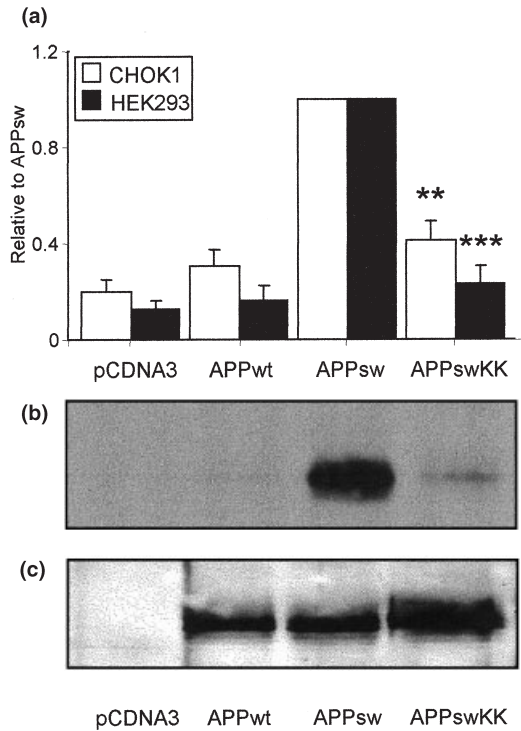 (a)
1.2
CHOK1
HEK293
0.8
Relative to APPsw
0.4
**
***
0
pCDNA3 APPwt APPsw APPswKK
(b)
(c)
pCDNA3 APPwt APPsw APPswKK